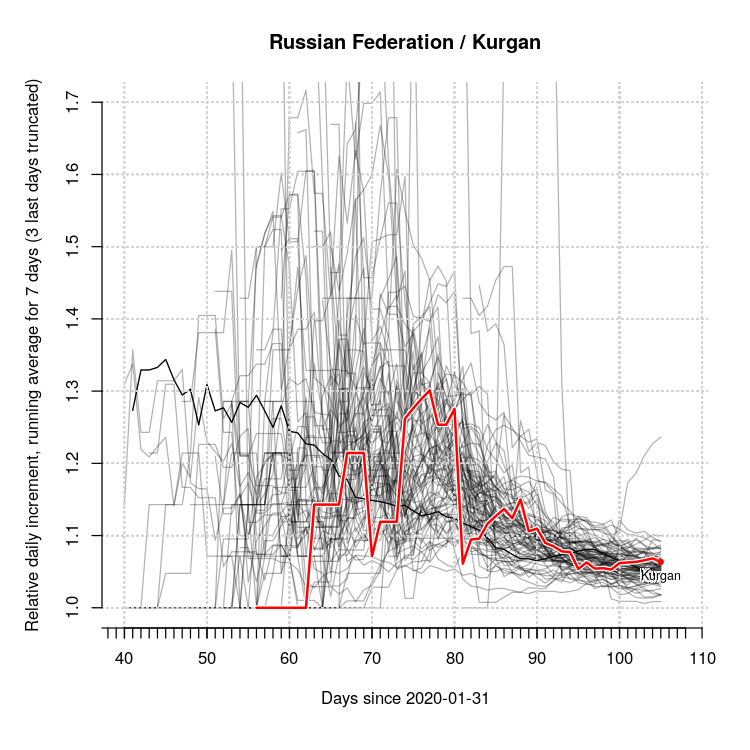 Russian Federation / Kurgan
Relative daily increment, running average for 7 days (3 last days truncated)
1.7
1.6
1.5
1.4
1.3
1.2
1.1
1.0
Kurgan
40 50 60 70 80 90 100 110
Days since 2020-01-31